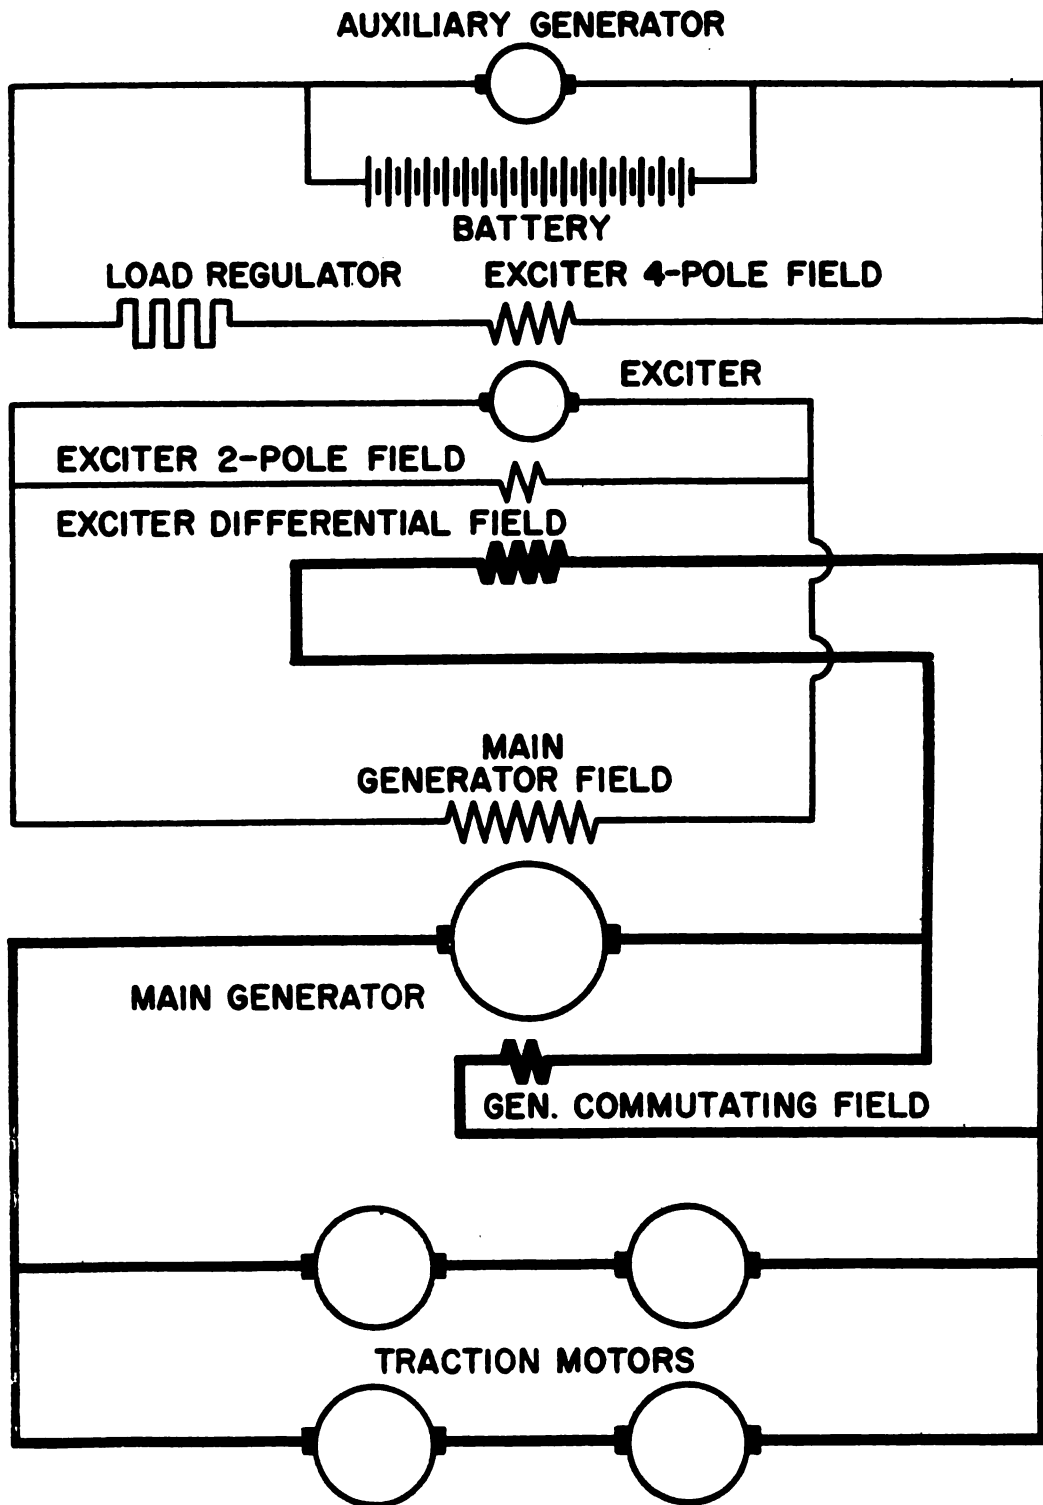 AUXILIARY GENERATOR
BATTERY
LOAD REGULATOR
EXCITER 4-POLE FIELD
EXCITER
EXCITER 2-POLE FIELD
EXCITER DIFFERENTIAL FIELD
MAIN
GENERATOR FIELD
MAIN GENERATOR
GEN. COMMUTATING FIELD
TRACTION MOTORS